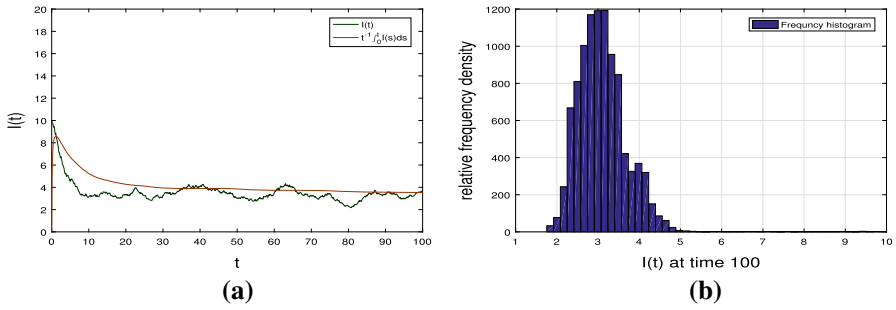 20
18
16
14
12
10
8
6
4
2
0
I(t)
I(t)
t⁻¹∫₀ᵗI(s)ds
0 10 20 30 40 50 60 70 80 90 100
t
(a)
1200
1000
800
600
400
200
0
relative frequency density
Frequncy histogram
1 2 3 4 5 6 7 8 9 10
I(t) at time 100
(b)